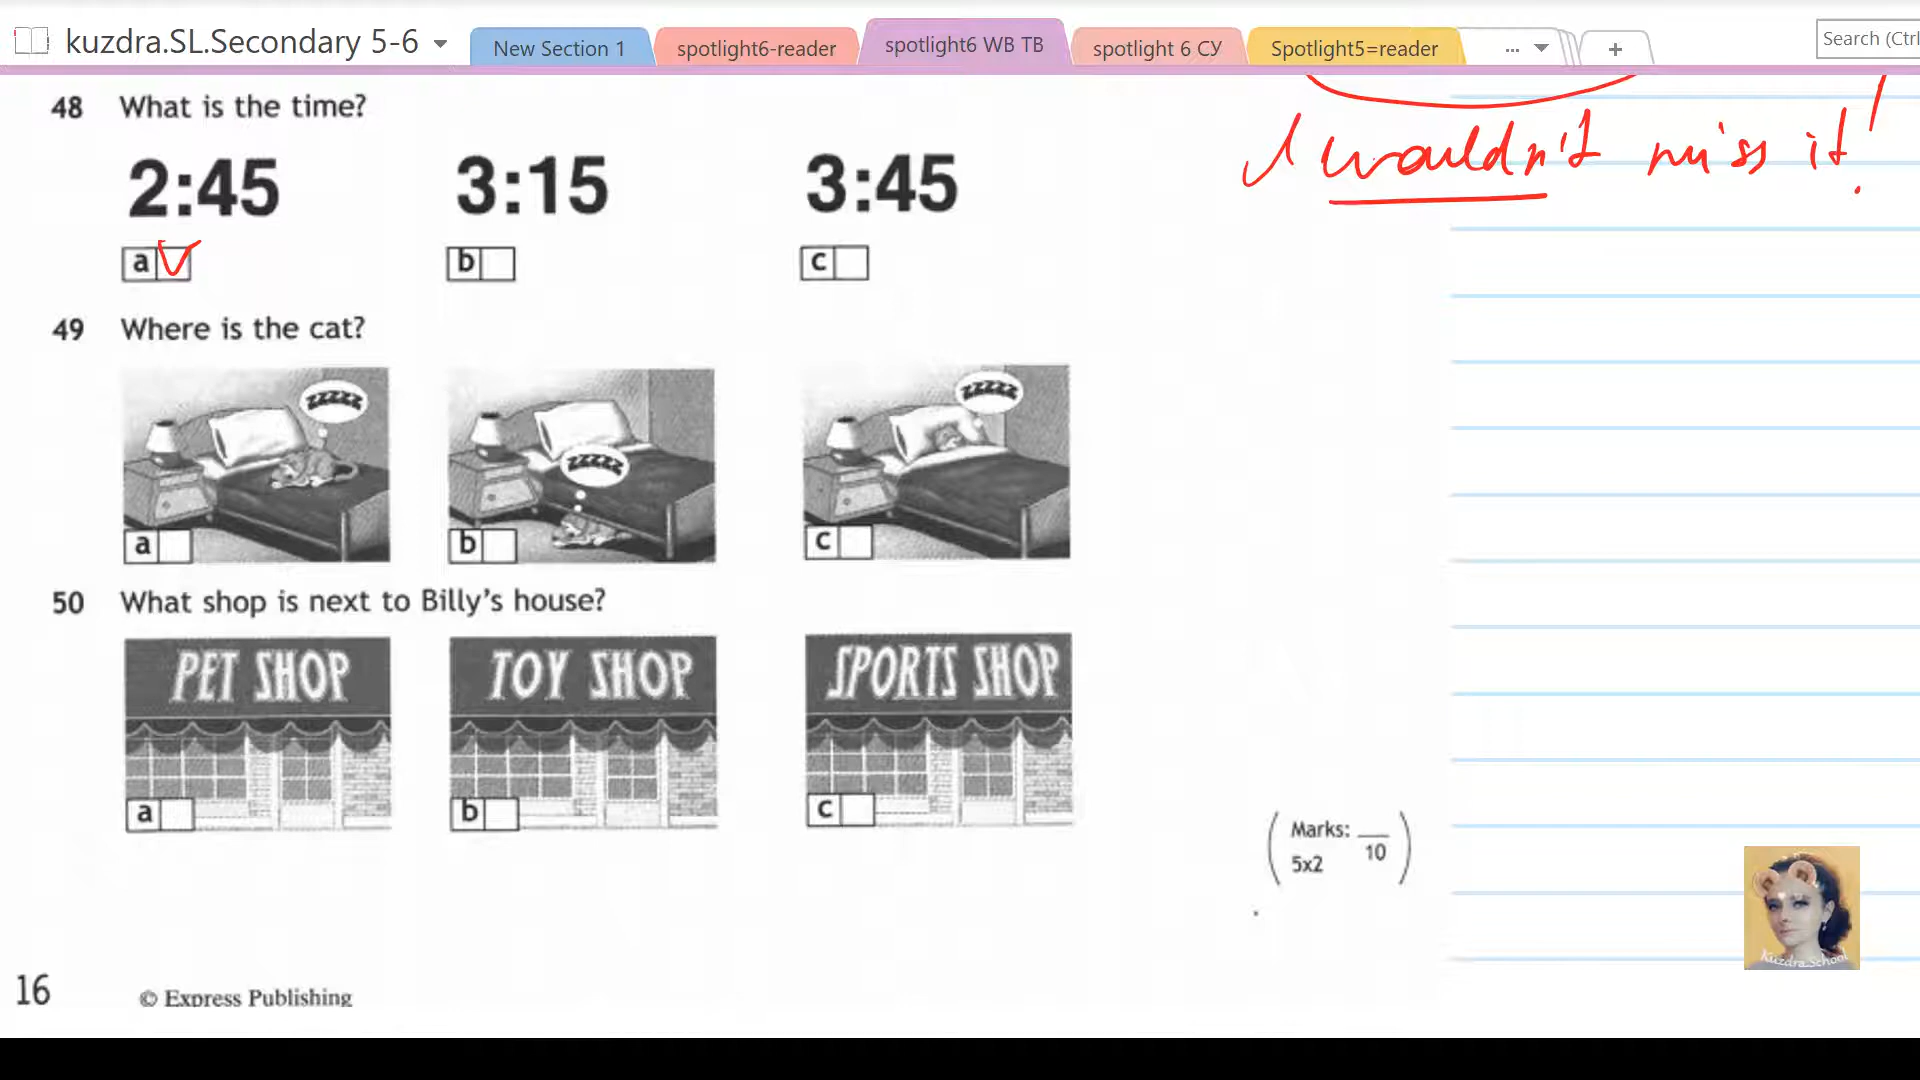 kuzdra.SL.Secondary 5-6
New Section 1
spotlight6-reader
spotlight6 WB TB
spotlight 6 СУ
Spotlight5=reader
...
+
Search (Ctrl
I wouldn't miss it!
48 What is the time?
2:45 3:15 3:45
a b c
49 Where is the cat?
zzzzz zzzzz zzzzz
a b c
50 What shop is next to Billy's house?
PET SHOP TOY SHOP SPORTS SHOP
a b c
Marks: __
5x2 10
Kuzdra_School
16 © Express Publishing